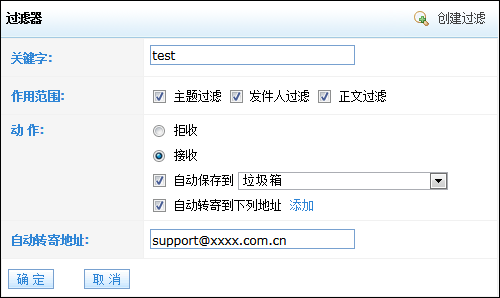 过滤器 创建过滤
关键字: test
作用范围: 主题过滤 发件人过滤 正文过滤
动 作: 拒收
接收
自动保存到 垃圾箱
自动转寄到下列地址 添加
自动转寄地址: support@xxxx.com.cn
确 定 取 消